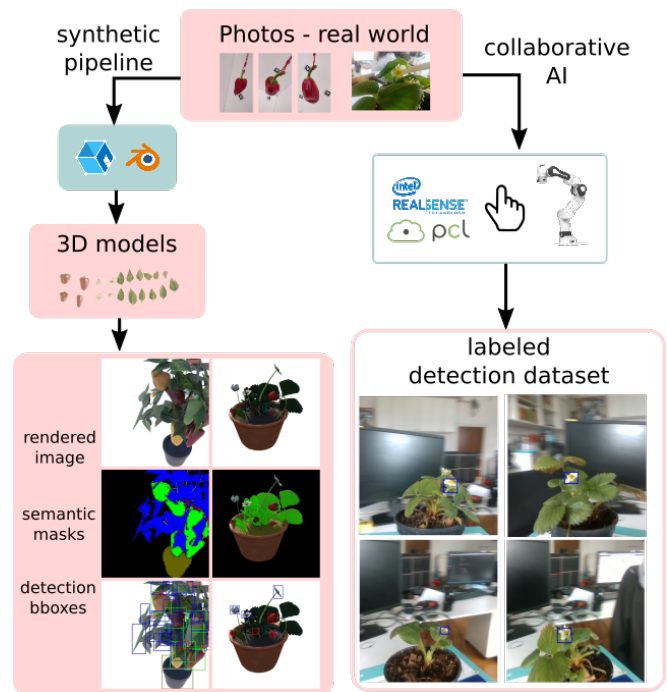 synthetic
pipeline
Photos - real world
collaborative
AI
intel
REALSENSE
pcl
3D models
rendered
image
semantic
masks
detection
bboxes
labeled
detection dataset